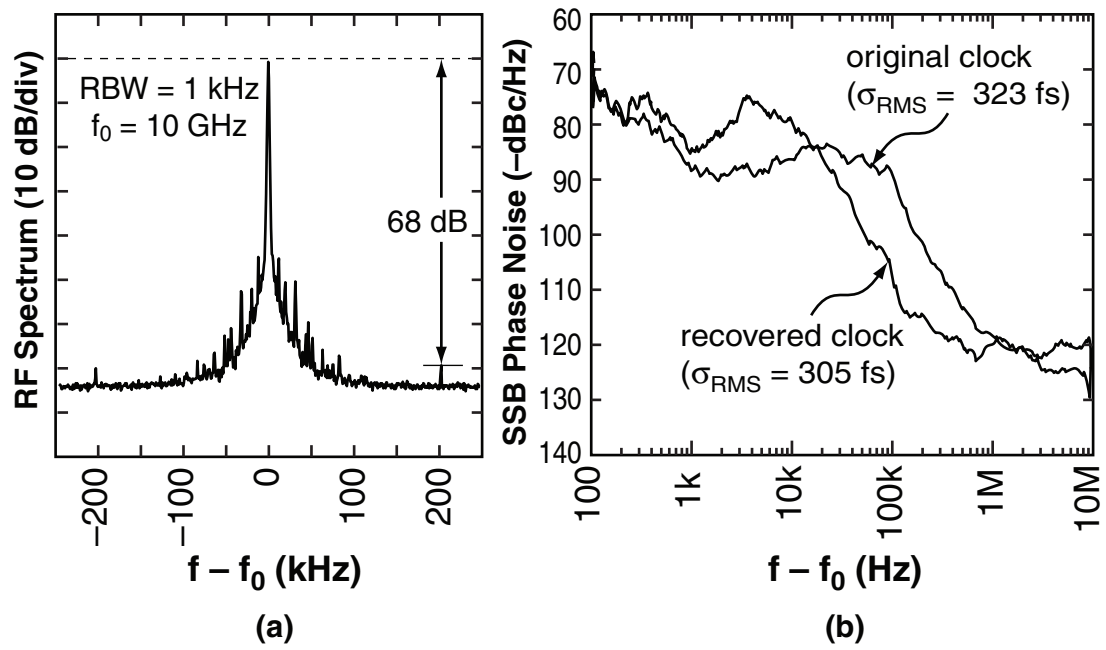 RF Spectrum (10 dB/div)
RBW = 1 kHz
f₀ = 10 GHz
68 dB
−200
−100
0
100
200
f − f₀ (kHz)
(a)
SSB Phase Noise (−dBc/Hz)
60
70
80
90
100
110
120
130
140
original clock
(σRMS = 323 fs)
recovered clock
(σRMS = 305 fs)
100
1k
10k
100k
1M
10M
f − f₀ (Hz)
(b)